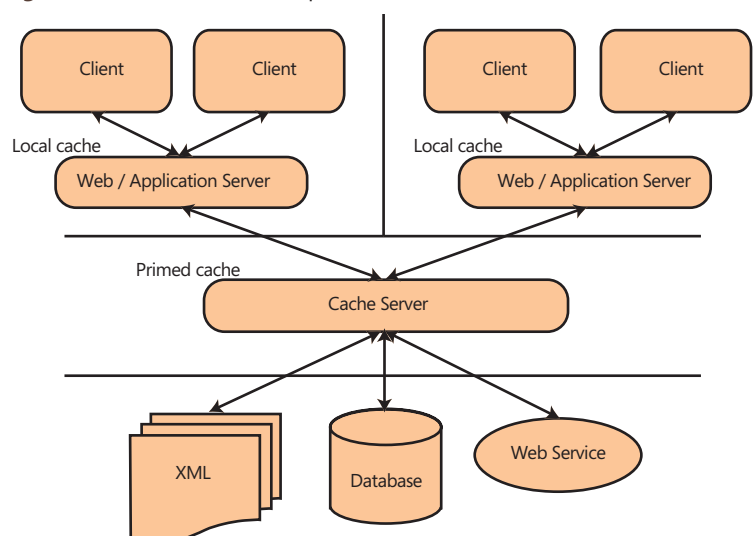 Client
Client
Client
Client
Local cache
Local cache
Web / Application Server
Web / Application Server
Primed cache
Cache Server
XML
Database
Web Service